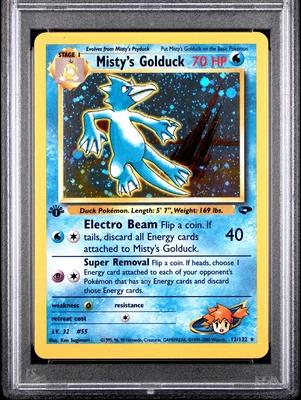 Evolves from Misty's Psyduck Put Misty's Golduck on the Basic Pokémon
STAGE 1
Misty's Golduck 70 HP
Duck Pokémon. Length: 5' 7", Weight: 169 lbs.
Electro Beam Flip a coin. If
tails, discard all Energy cards
attached to Misty's Golduck.
40
Super Removal Flip a coin. If heads, choose 1
Energy card attached to each of your opponent's
Pokémon that has any Energy cards and discard
those Energy cards.
weakness resistance
retreat cost
LV. 32 #55
Illus. Ken Sugimori
12/132